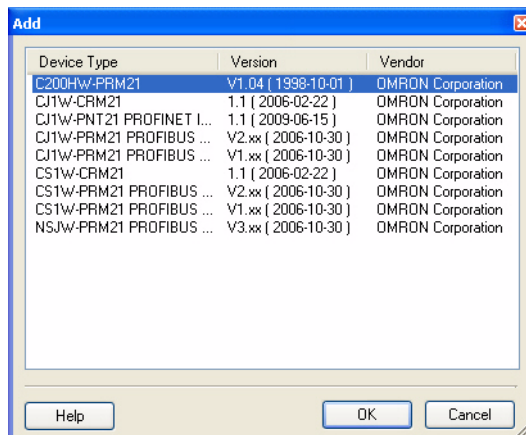 Add
Device Type Version Vendor
C200HW-PRM21 V1.04 ( 1998-10-01 ) OMRON Corporation
CJ1W-CRM21 1.1 ( 2006-02-22 ) OMRON Corporation
CJ1W-PNT21 PROFINET I... 1.1 ( 2009-06-15 ) OMRON Corporation
CJ1W-PRM21 PROFIBUS ... V2.xx ( 2006-10-30 ) OMRON Corporation
CJ1W-PRM21 PROFIBUS ... V1.xx ( 2006-10-30 ) OMRON Corporation
CS1W-CRM21 1.1 ( 2006-02-22 ) OMRON Corporation
CS1W-PRM21 PROFIBUS ... V2.xx ( 2006-10-30 ) OMRON Corporation
CS1W-PRM21 PROFIBUS ... V1.xx ( 2006-10-30 ) OMRON Corporation
NSJW-PRM21 PROFIBUS ... V3.xx ( 2006-10-30 ) OMRON Corporation
Help OK Cancel